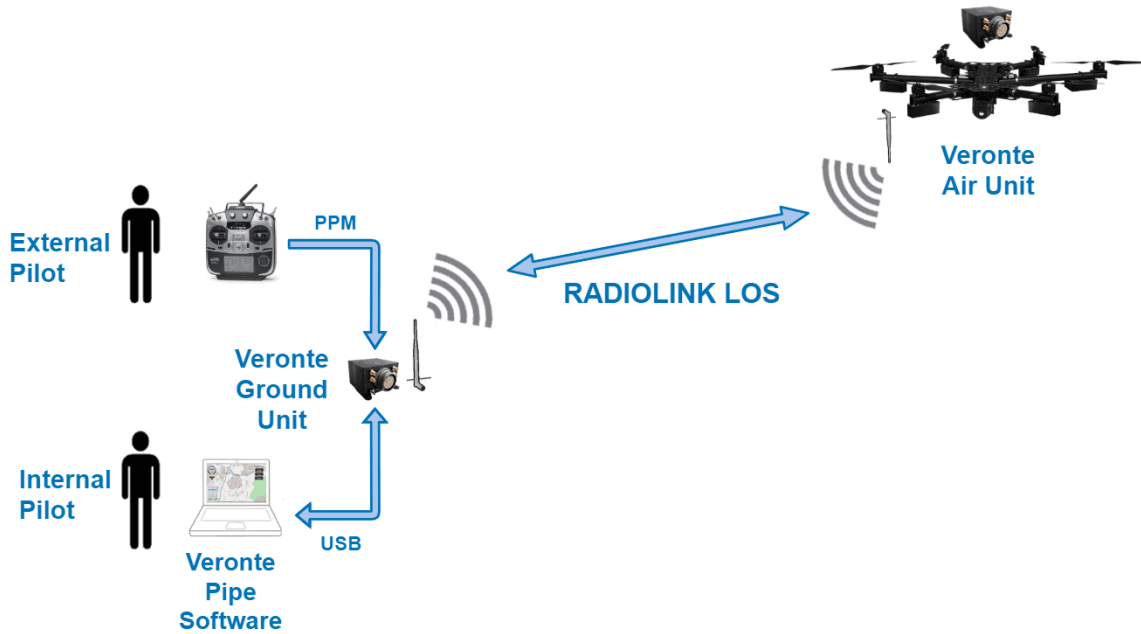 Veronte
Air Unit
External
Pilot
PPM
RADIOLINK LOS
Veronte
Ground
Unit
Internal
Pilot
USB
Veronte
Pipe
Software